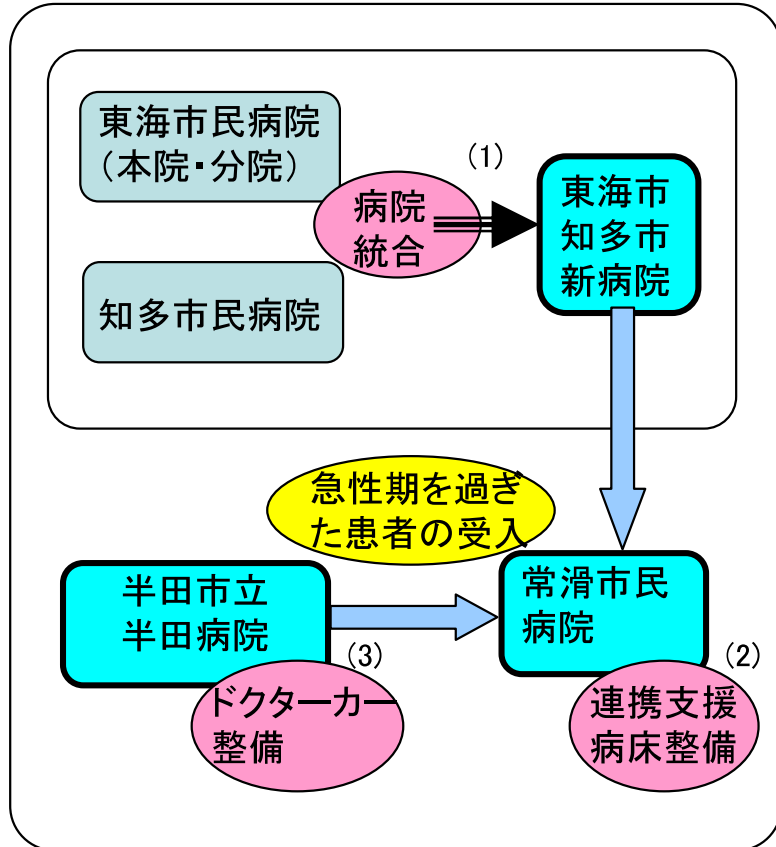 東海市民病院
(本院・分院)
(1)
病院
統合
東海市
知多市
新病院
知多市民病院
急性期を過ぎ
た患者の受入
半田市立
半田病院
常滑市民
病院
(3)
ドクターカー
整備
(2)
連携支援
病床整備